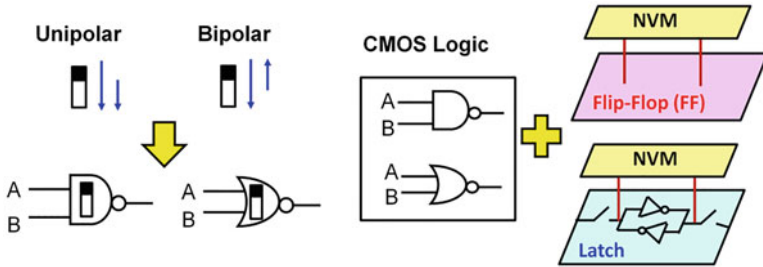 Unipolar
Bipolar
A
B
A
B
CMOS Logic
A
B
A
B
NVM
Flip-Flop (FF)
NVM
Latch